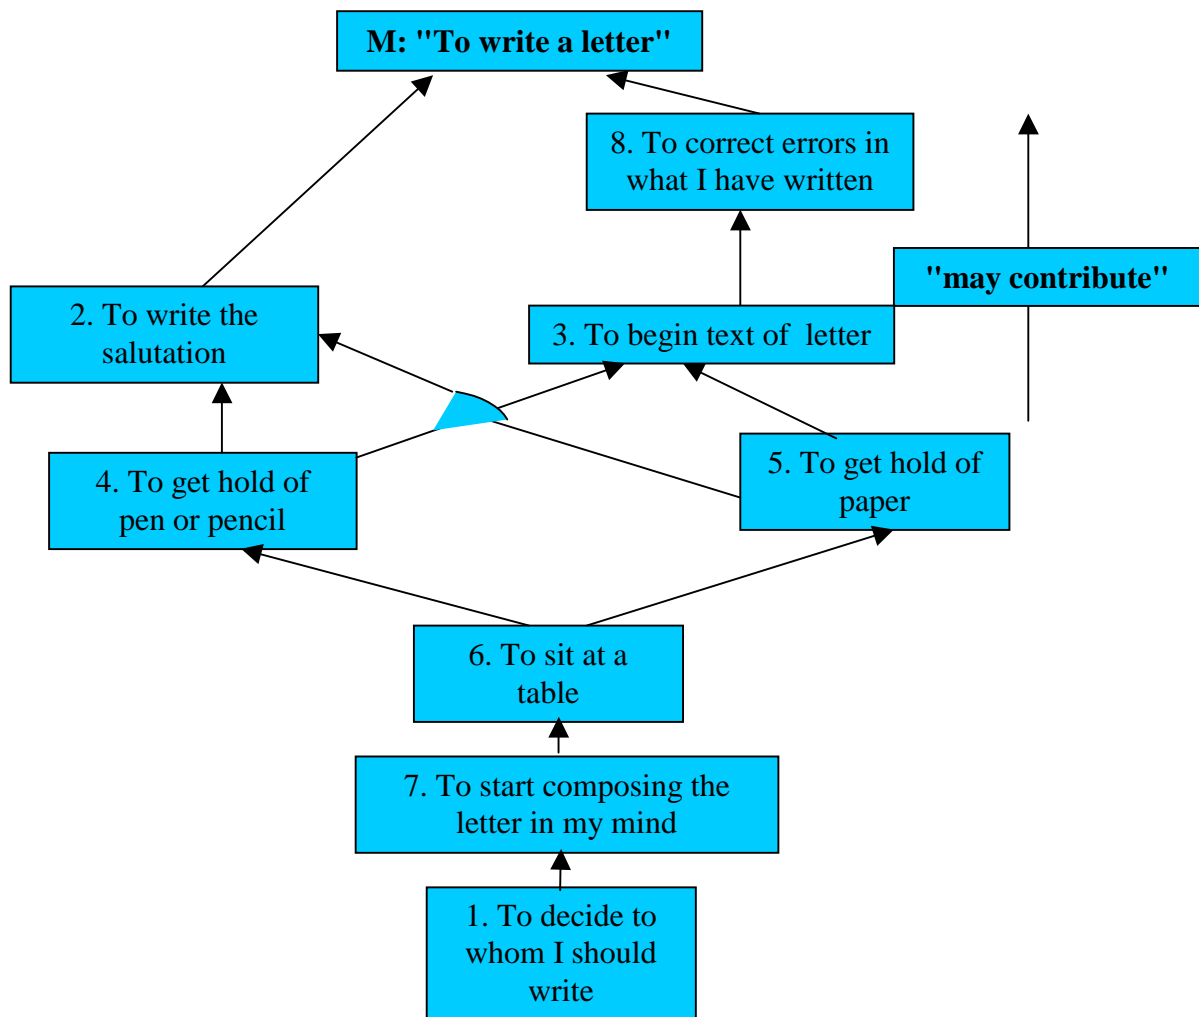 M: "To write a letter"
8. To correct errors in
what I have written
"may contribute"
2. To write the
salutation
3. To begin text of  letter
4. To get hold of
pen or pencil
5. To get hold of
paper
6. To sit at a
table
7. To start composing the
letter in my mind
1. To decide to
whom I should
write